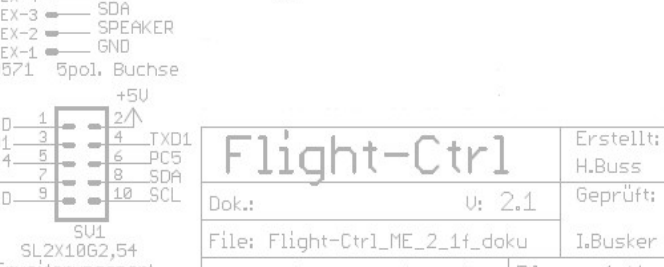 EX-3 SDA
EX-2 SPEAKER
EX-1 GND
571 5pol. Buchse
+5V
D 1 2
1 3 4 TXD1
4 5 6 PC5
7 8 SDA
D 9 10 SCL
SV1
SL2X10G2,54
Flight-Ctrl
Dok.: V: 2.1
File: Flight-Ctrl_ME_2_1f_doku
Erstellt:
H.Buss
Geprüft:
I.Busker